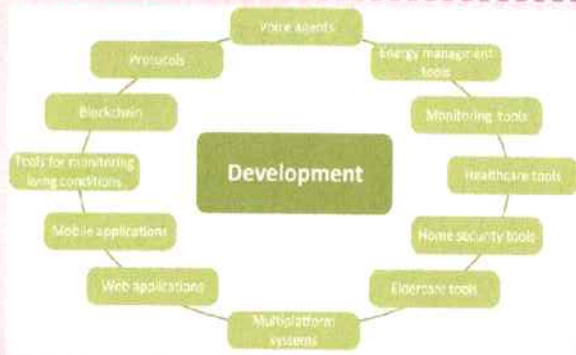 Voice agents
Energy managment
tools
Monitoring tools
Healthcare tools
Home security tools
Eldercare tools
Multiplatform
systems
Web applications
Mobile applications
Tools for monitoring
living conditions
Blockchain
Protocols
Development